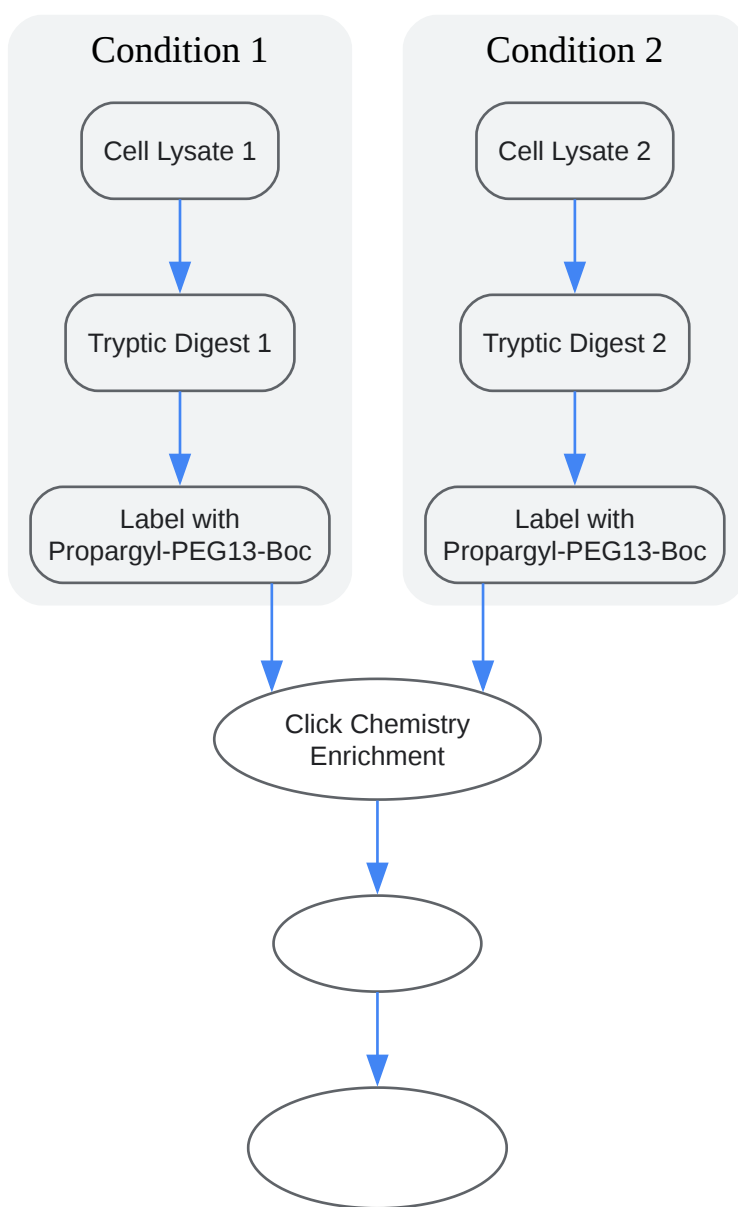 Condition 1
Condition 2
Cell Lysate 1
Cell Lysate 2
Tryptic Digest 1
Tryptic Digest 2
Label with
Propargyl-PEG13-Boc
Label with
Propargyl-PEG13-Boc
Click Chemistry
Enrichment